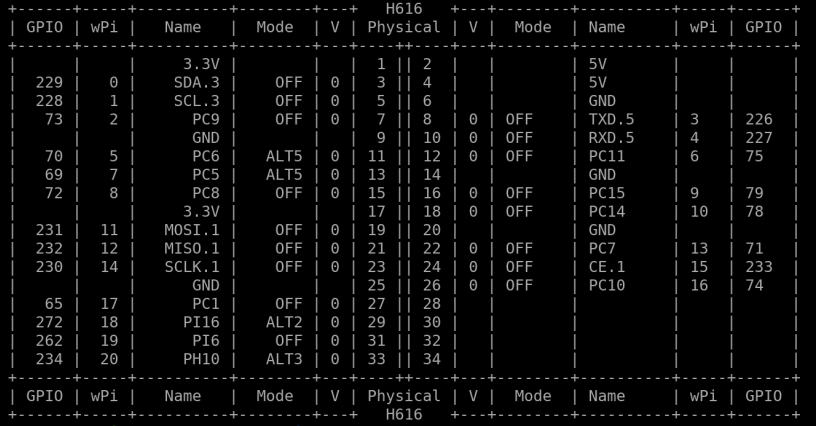 +------+-----+----------+--------+---+   H616   +---+--------+----------+-----+------+
| GPIO | wPi |   Name   |  Mode  | V | Physical | V |  Mode  | Name     | wPi | GPIO |
+------+-----+----------+--------+---+----++----+---+--------+----------+-----+------+
|      |     |     3.3V |        |   |  1 || 2  |   |        | 5V       |     |      |
|  229 |   0 |    SDA.3 |    OFF | 0 |  3 || 4  |   |        | 5V       |     |      |
|  228 |   1 |    SCL.3 |    OFF | 0 |  5 || 6  |   |        | GND      |     |      |
|   73 |   2 |      PC9 |    OFF | 0 |  7 || 8  | 0 | OFF    | TXD.5    | 3   | 226  |
|      |     |      GND |        |   |  9 || 10 | 0 | OFF    | RXD.5    | 4   | 227  |
|   70 |   5 |      PC6 |   ALT5 | 0 | 11 || 12 | 0 | OFF    | PC11     | 6   | 75   |
|   69 |   7 |      PC5 |   ALT5 | 0 | 13 || 14 |   |        | GND      |     |      |
|   72 |   8 |      PC8 |    OFF | 0 | 15 || 16 | 0 | OFF    | PC15     | 9   | 79   |
|      |     |     3.3V |        |   | 17 || 18 | 0 | OFF    | PC14     | 10  | 78   |
|  231 |  11 |   MOSI.1 |    OFF | 0 | 19 || 20 |   |        | GND      |     |      |
|  232 |  12 |   MISO.1 |    OFF | 0 | 21 || 22 | 0 | OFF    | PC7      | 13  | 71   |
|  230 |  14 |   SCLK.1 |    OFF | 0 | 23 || 24 | 0 | OFF    | CE.1     | 15  | 233  |
|      |     |      GND |        |   | 25 || 26 | 0 | OFF    | PC10     | 16  | 74   |
|   65 |  17 |      PC1 |    OFF | 0 | 27 || 28 |   |        |          |     |      |
|  272 |  18 |     PI16 |   ALT2 | 0 | 29 || 30 |   |        |          |     |      |
|  262 |  19 |      PI6 |    OFF | 0 | 31 || 32 |   |        |          |     |      |
|  234 |  20 |     PH10 |   ALT3 | 0 | 33 || 34 |   |        |          |     |      |
+------+-----+----------+--------+---+----++----+---+--------+----------+-----+------+
| GPIO | wPi |   Name   |  Mode  | V | Physical | V |  Mode  | Name     | wPi | GPIO |
+------+-----+----------+--------+---+   H616   +---+--------+----------+-----+------+